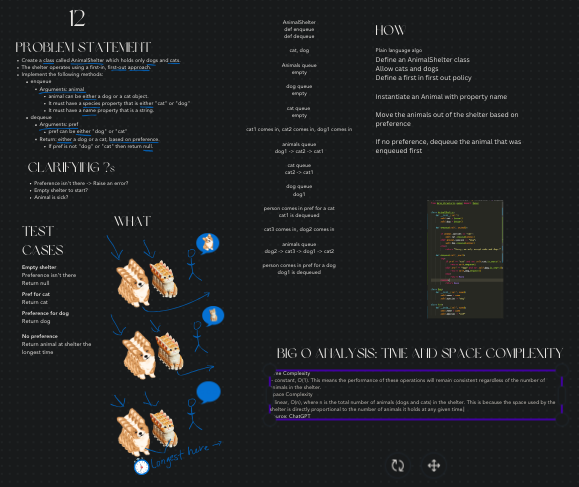 12
PROBLEM STATEMENT
• Create a class called AnimalShelter which holds only dogs and cats.
• The shelter operates using a first-in, first-out approach.
• Implement the following methods:
◦ enqueue
▪ Arguments: animal
▪ animal can be either a dog or a cat object.
▪ It must have a species property that is either "cat" or "dog"
▪ It must have a name property that is a string.
◦ dequeue
▪ Arguments: pref
▪ pref can be either "dog" or "cat"
▪ Return: either a dog or a cat, based on preference.
▪ If pref is not "dog" or "cat" then return null.
CLARIFYING ?s
• Preference isn't there -> Raise an error?
• Empty shelter to start?
• Animal is sick?
TEST
CASES
Empty shelter
Preference isn't there
Return null
Pref for cat
Return cat
Preference for dog
Return dog
No preference
Return animal at shelter the
longest time
WHAT
Longest here →
AnimalShelter
def enqueue
def dequeue
cat, dog
Animals queue
empty
dog queue
empty
cat queue
empty
cat1 comes in, cat2 comes in, dog1 comes in
animals queue
dog1 -> cat2 -> cat1
cat queue
cat2 -> cat1
dog queue
dog1
person comes in pref for a cat
cat1 is dequeued
cat3 comes in, dog2 comes in
animals queue
dog2 -> cat3 -> dog1 -> cat2
person comes in pref for a dog
dog1 is dequeued
HOW
Plain language algo
Define an AnimalShelter class
Allow cats and dogs
Define a first in first out policy
Instantiate an Animal with property name
Move the animals out of the shelter based on
preference
If no preference, dequeue the animal that was
enqueued first
BIG O ANALYSIS: TIME AND SPACE COMPLEXITY
Complexity
constant, O(1). This means the performance of these operations will remain consistent regardless of the number of
animals in the shelter.
Complexity
linear, O(n), where n is the total number of animals (dogs and cats) in the shelter. This is because the space used by the
shelter is directly proportional to the number of animals it holds at any given time]
ChatGPT